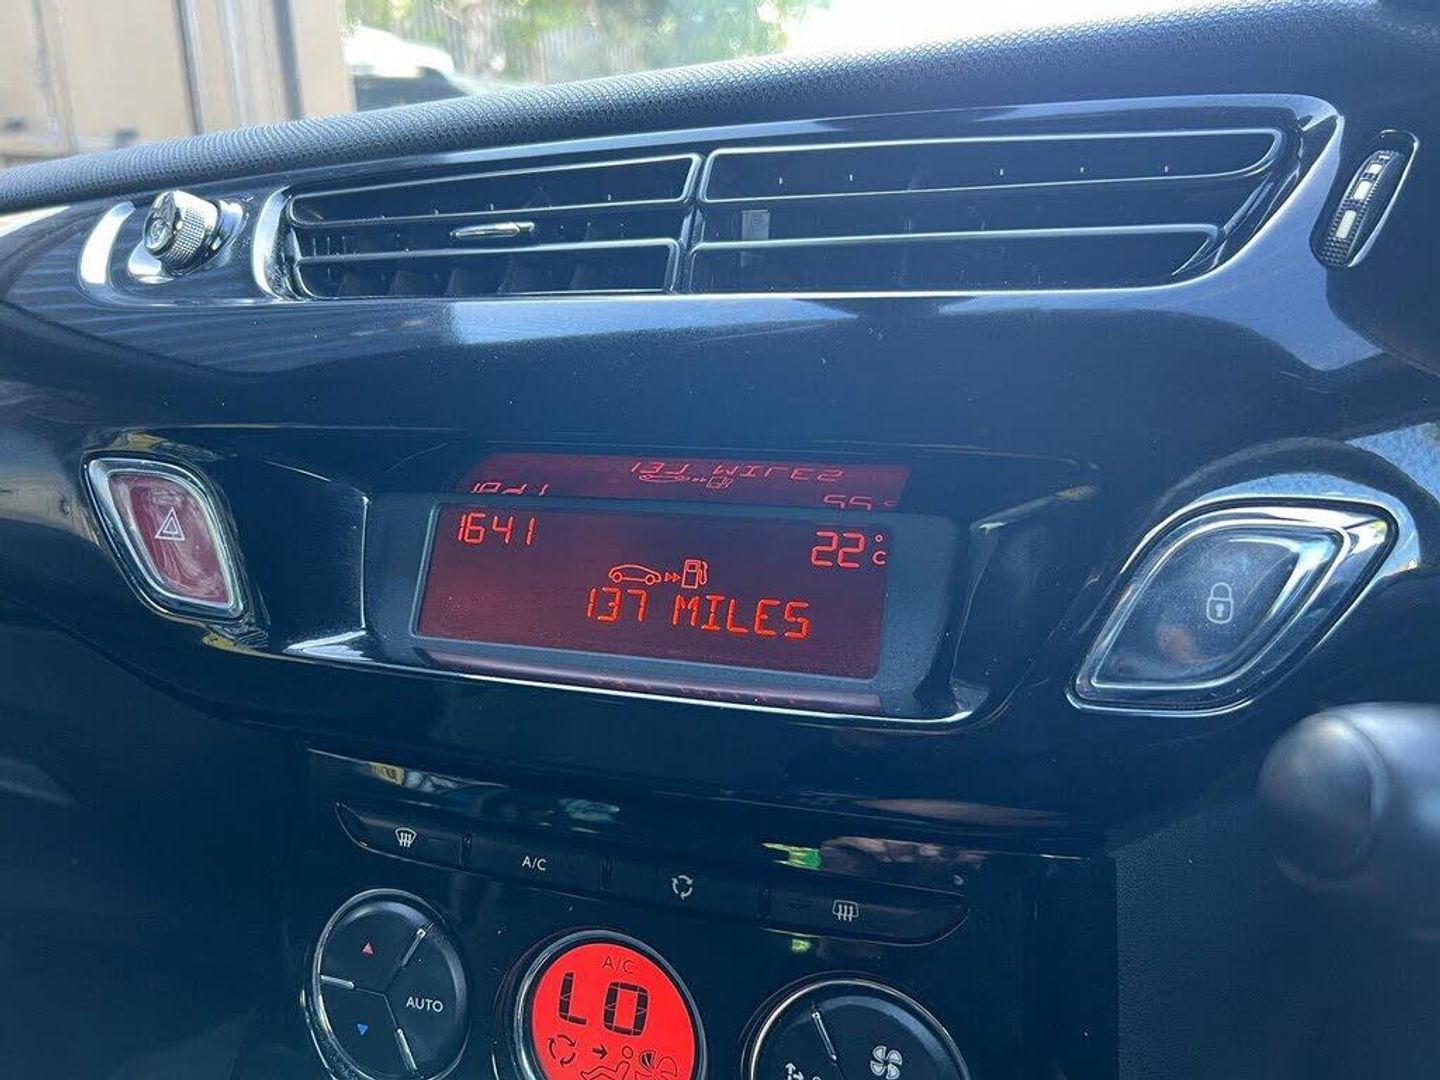 1641
22°C
137 MILES
A/C
AUTO
A/C
LO